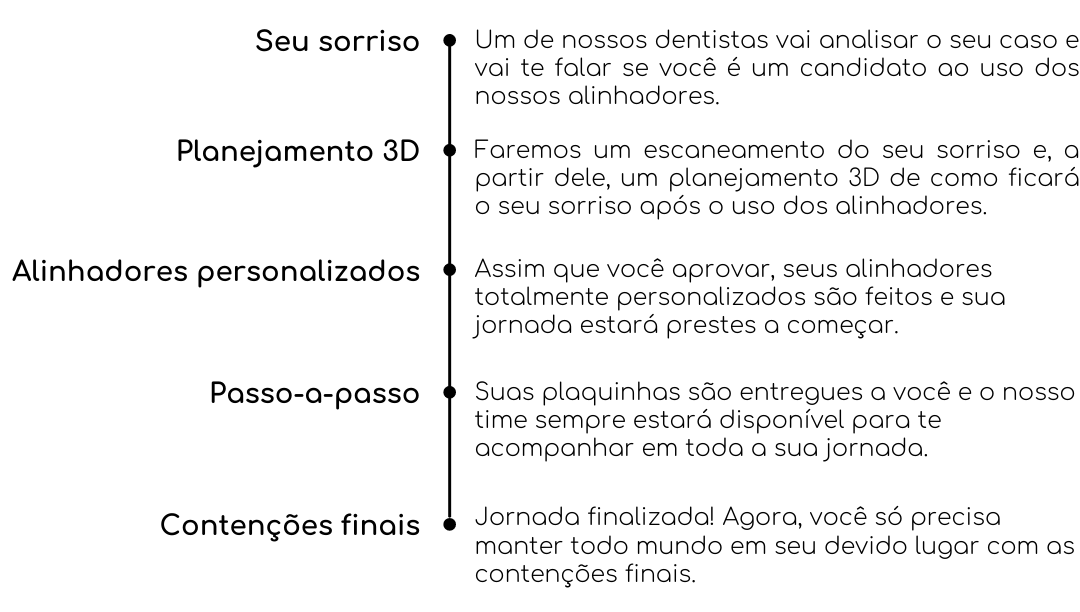 Seu sorriso
Um de nossos dentistas vai analisar o seu caso e
vai te falar se você é um candidato ao uso dos
nossos alinhadores.
Planejamento 3D
Faremos um escaneamento do seu sorriso e, a
partir dele, um planejamento 3D de como ficará
o seu sorriso após o uso dos alinhadores.
Alinhadores personalizados
Assim que você aprovar, seus alinhadores
totalmente personalizados são feitos e sua
jornada estará prestes a começar.
Passo-a-passo
Suas plaquinhas são entregues a você e o nosso
time sempre estará disponível para te
acompanhar em toda a sua jornada.
Contenções finais
Jornada finalizada! Agora, você só precisa
manter todo mundo em seu devido lugar com as
contenções finais.